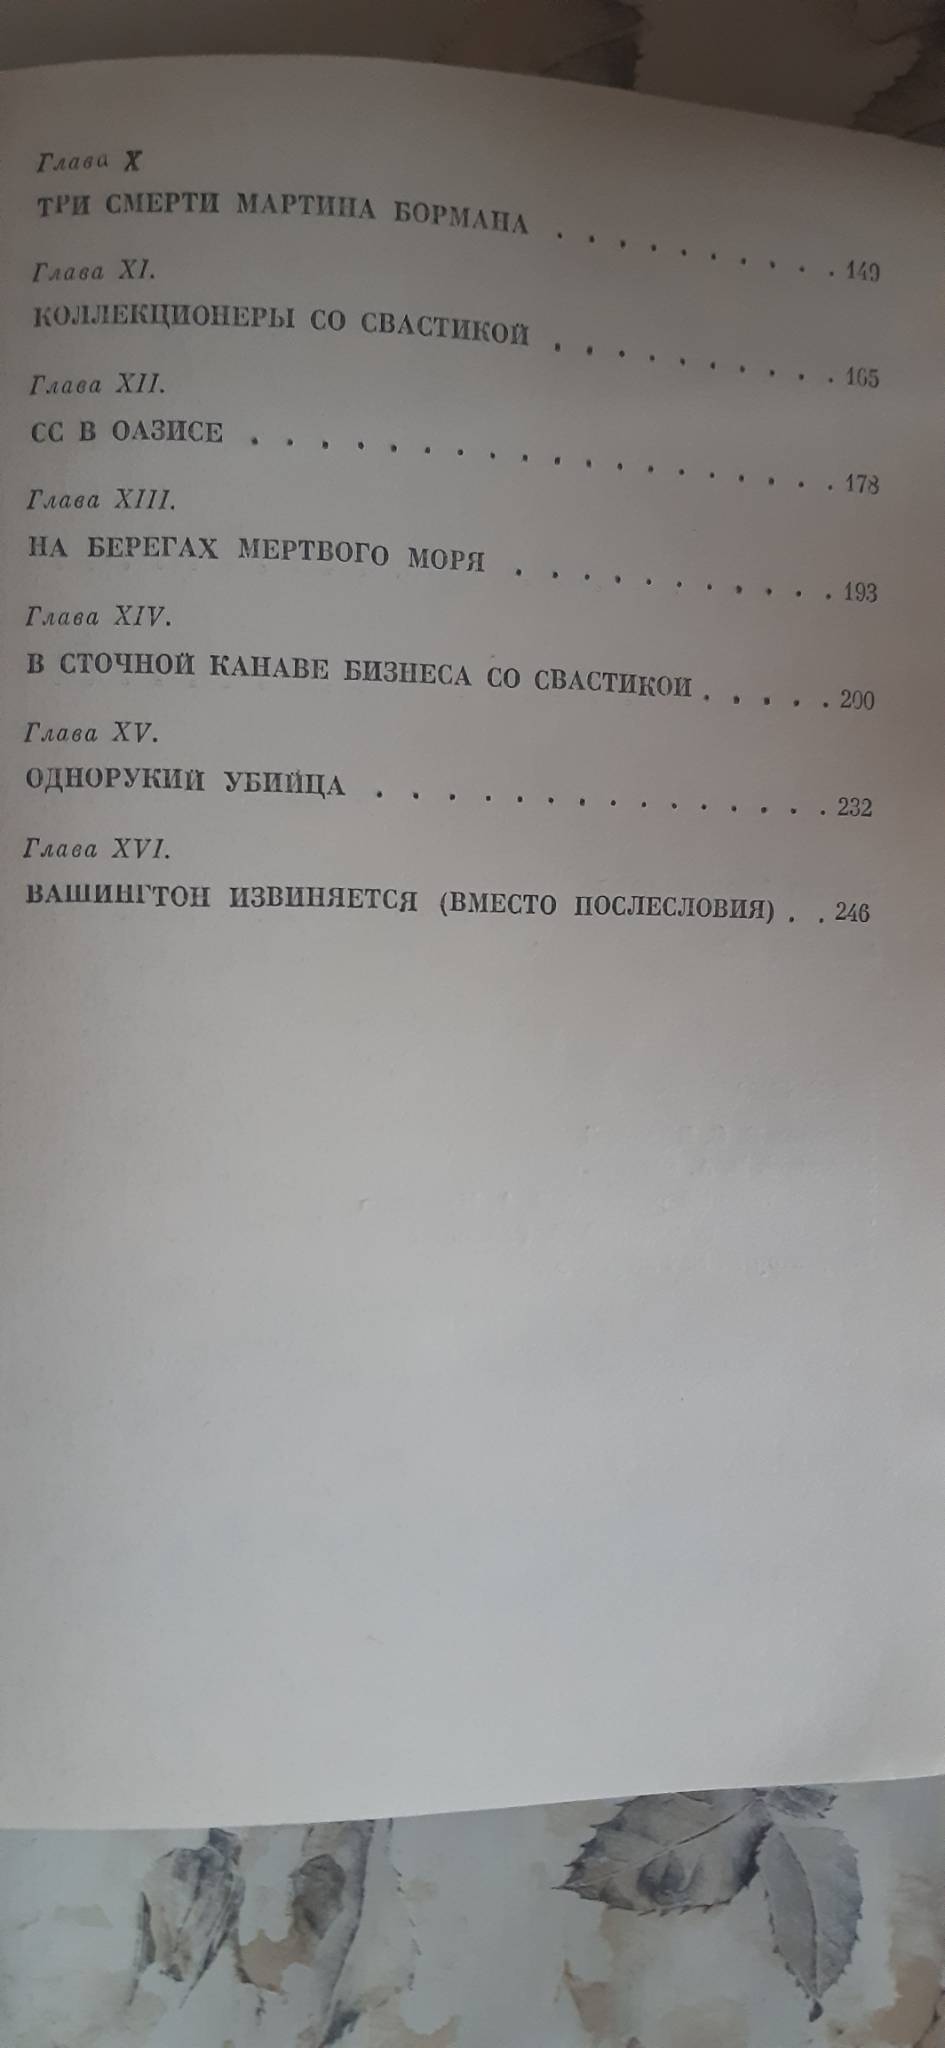 Глава X
ТРИ СМЕРТИ МАРТИНА БОРМАНА . . . . . . . . . . 149
Глава XI.
КОЛЛЕКЦИОНЕРЫ СО СВАСТИКОЙ . . . . . . . . . . 165
Глава XII.
СС В ОАЗИСЕ . . . . . . . . . . . . . . . . . . 178
Глава XIII.
НА БЕРЕГАХ МЕРТВОГО МОРЯ . . . . . . . . . . . 193
Глава XIV.
В СТОЧНОЙ КАНАВЕ БИЗНЕСА СО СВАСТИКОЙ . . . . . 200
Глава XV.
ОДНОРУКИЙ УБИЙЦА . . . . . . . . . . . . . . 232
Глава XVI.
ВАШИНГТОН ИЗВИНЯЕТСЯ (ВМЕСТО ПОСЛЕСЛОВИЯ) . . 246